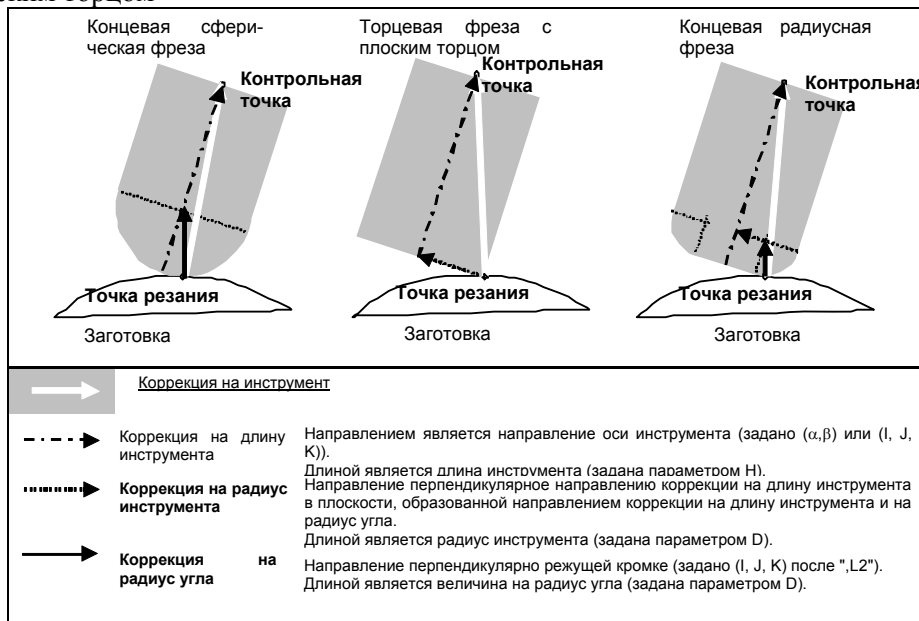 ским торцом
Концевая сфери-
ческая фреза
Торцевая фреза с
плоским торцом
Концевая радиусная
фреза
Контрольная
точка
Контрольная
точка
Контрольная
точка
Точка резания
Точка резания
Точка резания
Заготовка
Заготовка
Заготовка
Коррекция на инструмент
Коррекция на длину
инструмента
Направлением является направление оси инструмента (задано (α,β) или (I, J,
K)).
Длиной является длина инструмента (задана параметром H).
Коррекция на радиус
инструмента
Направление перпендикулярное направлению коррекции на длину инструмента
в плоскости, образованной направлением коррекции на длину инструмента и на
радиус угла.
Длиной является радиус инструмента (задана параметром D).
Коррекция на
радиус угла
Направление перпендикулярно режущей кромке (задано (I, J, K) после ",L2").
Длиной является величина на радиус угла (задана параметром D).